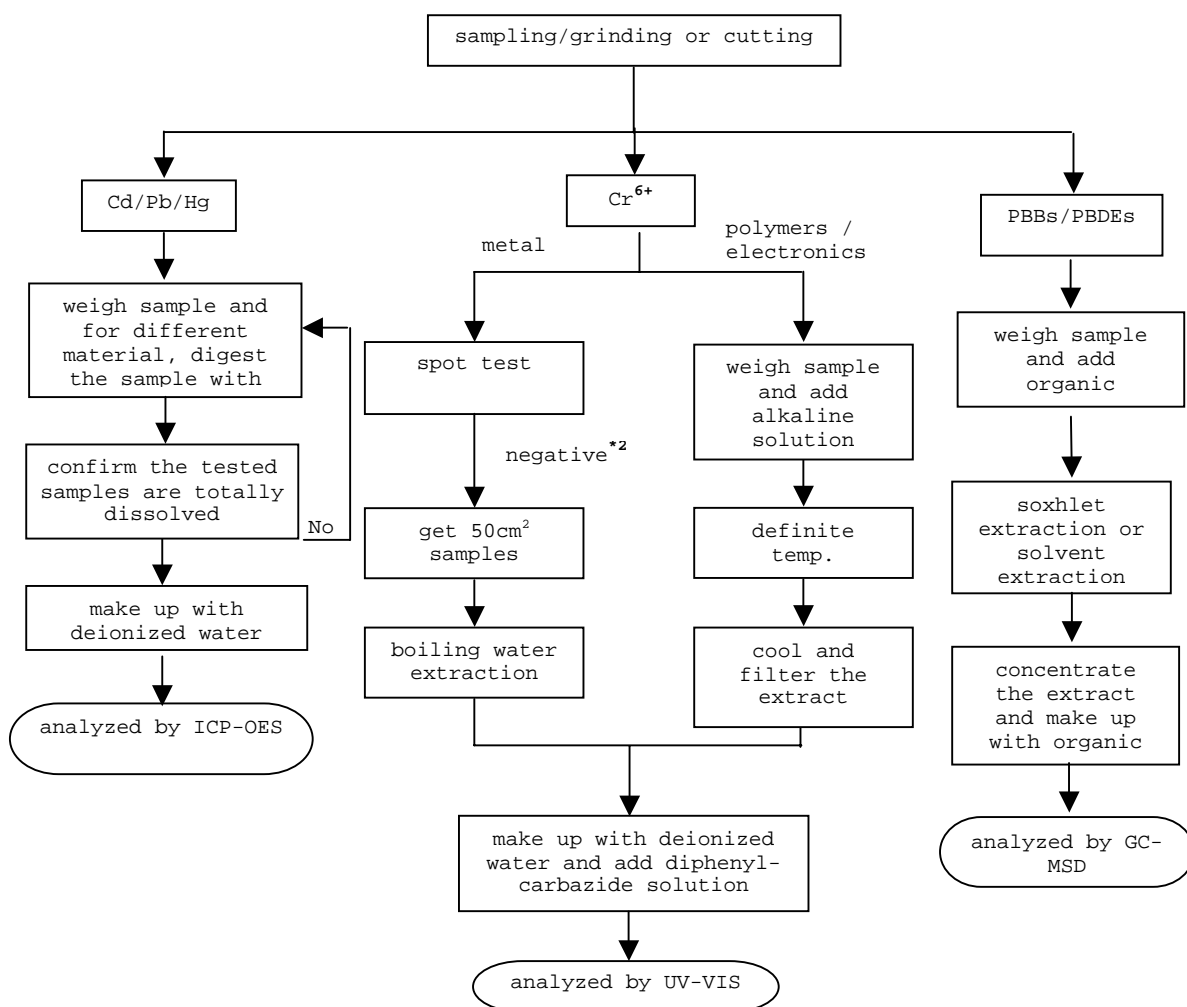 sampling/grinding or cutting
Cd/Pb/Hg
weigh sample and
for different
material, digest
the sample with
confirm the tested
samples are totally
dissolved
No
make up with
deionized water
analyzed by ICP-OES
Cr6+
metal
spot test
negative*2
get 50cm2
samples
boiling water
extraction
polymers /
electronics
weigh sample
and add
alkaline
solution
definite
temp.
cool and
filter the
extract
make up with deionized
water and add diphenyl-
carbazide solution
analyzed by UV-VIS
PBBs/PBDEs
weigh sample
and add
organic
soxhlet
extraction or
solvent
extraction
concentrate
the extract
and make up
with organic
analyzed by GC-
MSD